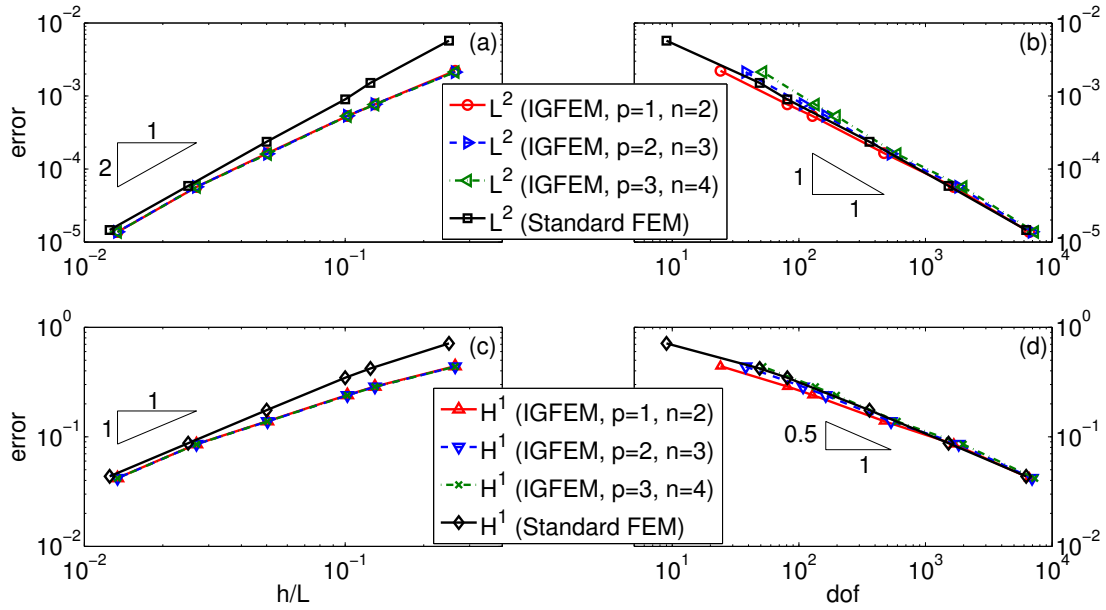 10^-2
10^-3
10^-4
10^-5
error
(a)
1
2
10^-2
10^-1
L^2 (IGFEM, p=1, n=2)
L^2 (IGFEM, p=2, n=3)
L^2 (IGFEM, p=3, n=4)
L^2 (Standard FEM)
(b)
10^-2
10^-3
10^-4
10^-5
1
1
10^1
10^2
10^3
10^4
10^0
10^-1
10^-2
error
(c)
1
1
10^-2
10^-1
h/L
H^1 (IGFEM, p=1, n=2)
H^1 (IGFEM, p=2, n=3)
H^1 (IGFEM, p=3, n=4)
H^1 (Standard FEM)
(d)
10^0
10^-1
10^-2
0.5
1
10^1
10^2
10^3
10^4
dof